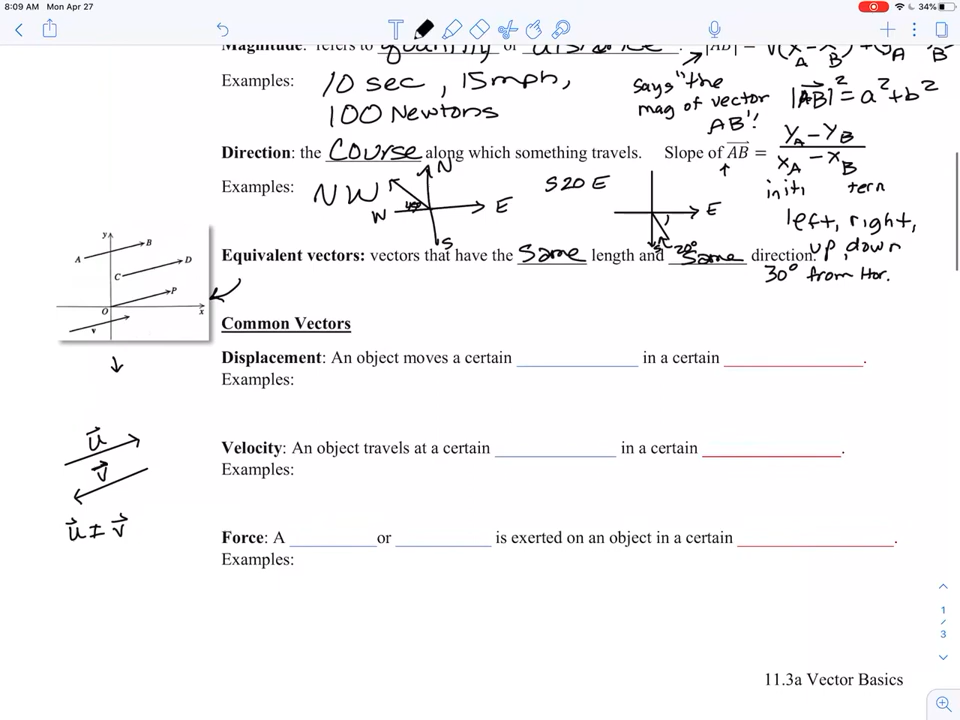 8:09 AM Mon Apr 27
34%
Magnitude: refers to quantity or distance.
Examples: 10 sec, 15mph,
100 Newtons
says "the
mag of vector
AB"!
|AB|² = a² + b²
Direction: the Course along which something travels. Slope of AB = yA - yB
xA - xB
initi term
Examples: NW
N
W E
S
S20E
E
S 20°
left, right,
up, down
30° from Hor.
Equivalent vectors: vectors that have the Same length and Same direction.
y
A B
C D
P
O x
v
Common Vectors
Displacement: An object moves a certain in a certain .
Examples:
u
v
Velocity: An object travels at a certain in a certain .
Examples:
Force: A or is exerted on an object in a certain .
Examples:
1
/
3
11.3a Vector Basics